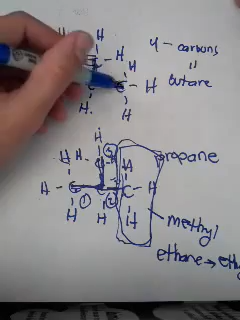 H
H H
4 - carbons
H
"
C C - H
butane
H. H
H
H H. C H
propane
H - C - C - C - H
H H H
methyl
ethane → eth